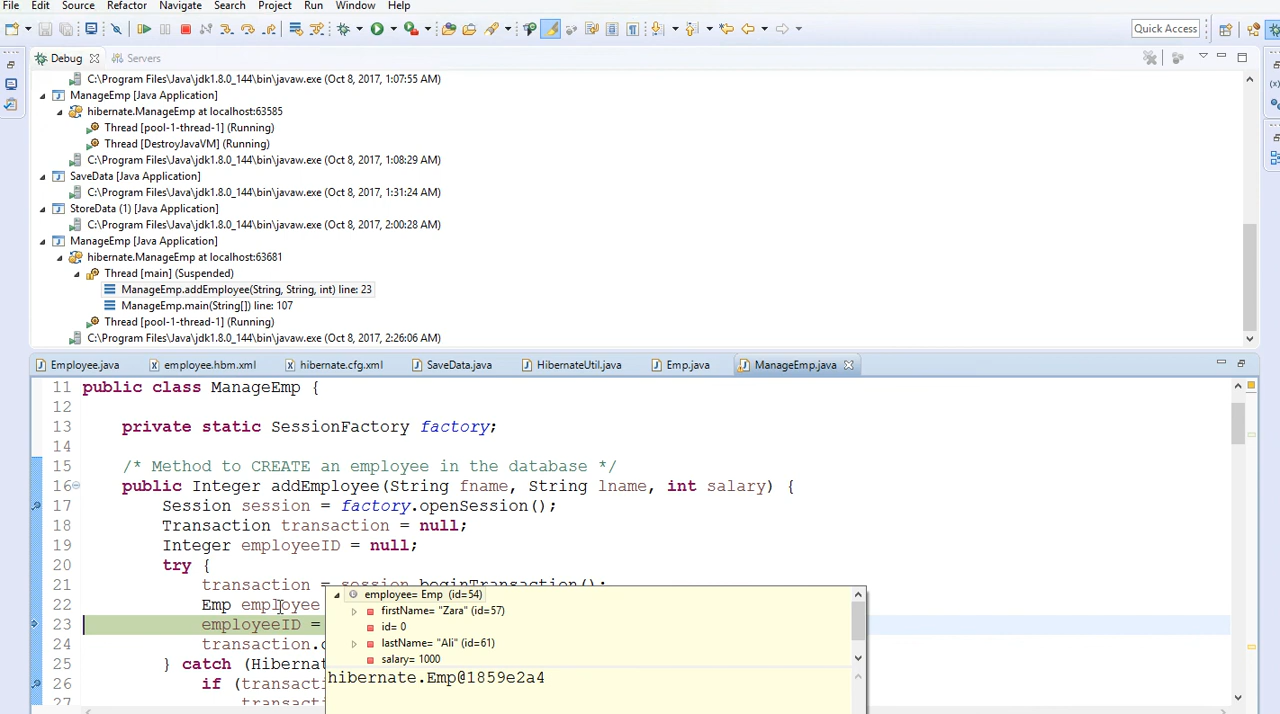 File Edit Source Refactor Navigate Search Project Run Window Help
Quick Access
Debug Servers
C:\Program Files\Java\jdk1.8.0_144\bin\javaw.exe (Oct 8, 2017, 1:07:55 AM)
ManageEmp [Java Application]
hibernate.ManageEmp at localhost:63585
Thread [pool-1-thread-1] (Running)
Thread [DestroyJavaVM] (Running)
C:\Program Files\Java\jdk1.8.0_144\bin\javaw.exe (Oct 8, 2017, 1:08:29 AM)
SaveData [Java Application]
C:\Program Files\Java\jdk1.8.0_144\bin\javaw.exe (Oct 8, 2017, 1:31:24 AM)
StoreData (1) [Java Application]
C:\Program Files\Java\jdk1.8.0_144\bin\javaw.exe (Oct 8, 2017, 2:00:28 AM)
ManageEmp [Java Application]
hibernate.ManageEmp at localhost:63681
Thread [main] (Suspended)
ManageEmp.addEmployee(String, String, int) line: 23
ManageEmp.main(String[]) line: 107
Thread [pool-1-thread-1] (Running)
C:\Program Files\Java\jdk1.8.0_144\bin\javaw.exe (Oct 8, 2017, 2:26:06 AM)
Employee.java employee.hbm.xml hibernate.cfg.xml SaveData.java HibernateUtil.java Emp.java ManageEmp.java
11 public class ManageEmp {
12
13 private static SessionFactory factory;
14
15 /* Method to CREATE an employee in the database */
16 public Integer addEmployee(String fname, String lname, int salary) {
17 Session session = factory.openSession();
18 Transaction transaction = null;
19 Integer employeeID = null;
20 try {
21 transaction = session.beginTransaction();
22 Emp employee
23 employeeID =
24 transaction.
25 } catch (Hiberna
26 if (transacti
27
employee= Emp (id=54)
firstName= "Zara" (id=57)
id= 0
lastName= "Ali" (id=61)
salary= 1000
hibernate.Emp@1859e2a4